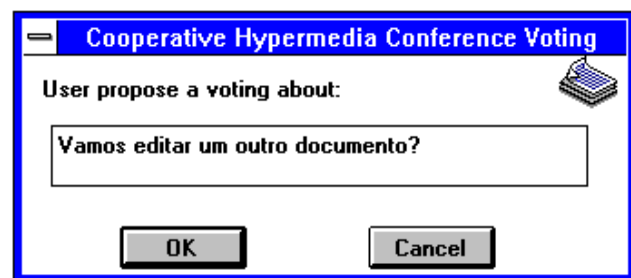 Cooperative Hypermedia Conference Voting
User propose a voting about:
Vamos editar um outro documento?
OK
Cancel